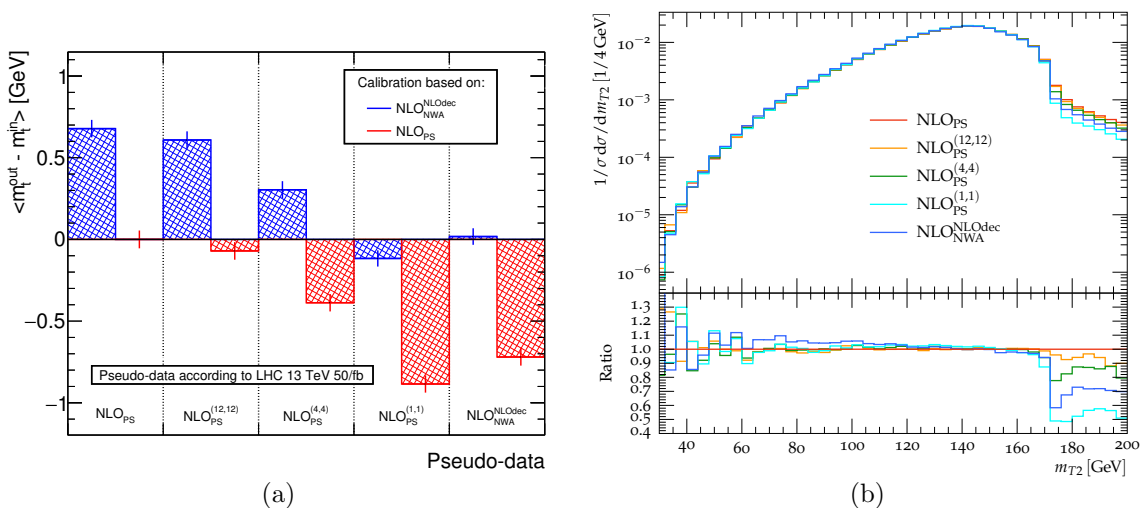 <m_t^out - m_t^in> [GeV]
1
0.5
0
−0.5
−1
Calibration based on:
NLO_NWA^NLOdec
NLO_PS
Pseudo-data according to LHC 13 TeV 50/fb
NLO_PS NLO_PS^(12,12) NLO_PS^(4,4) NLO_PS^(1,1) NLO_NWA^NLOdec
Pseudo-data
(a)
1/σ dσ/dm_T2 [1/4 GeV]
10^−2
10^−3
10^−4
10^−5
10^−6
NLO_PS
NLO_PS^(12,12)
NLO_PS^(4,4)
NLO_PS^(1,1)
NLO_NWA^NLOdec
Ratio
1.3
1.2
1.1
1.0
0.9
0.8
0.7
0.6
0.5
0.4
40 60 80 100 120 140 160 180 200
m_T2 [GeV]
(b)